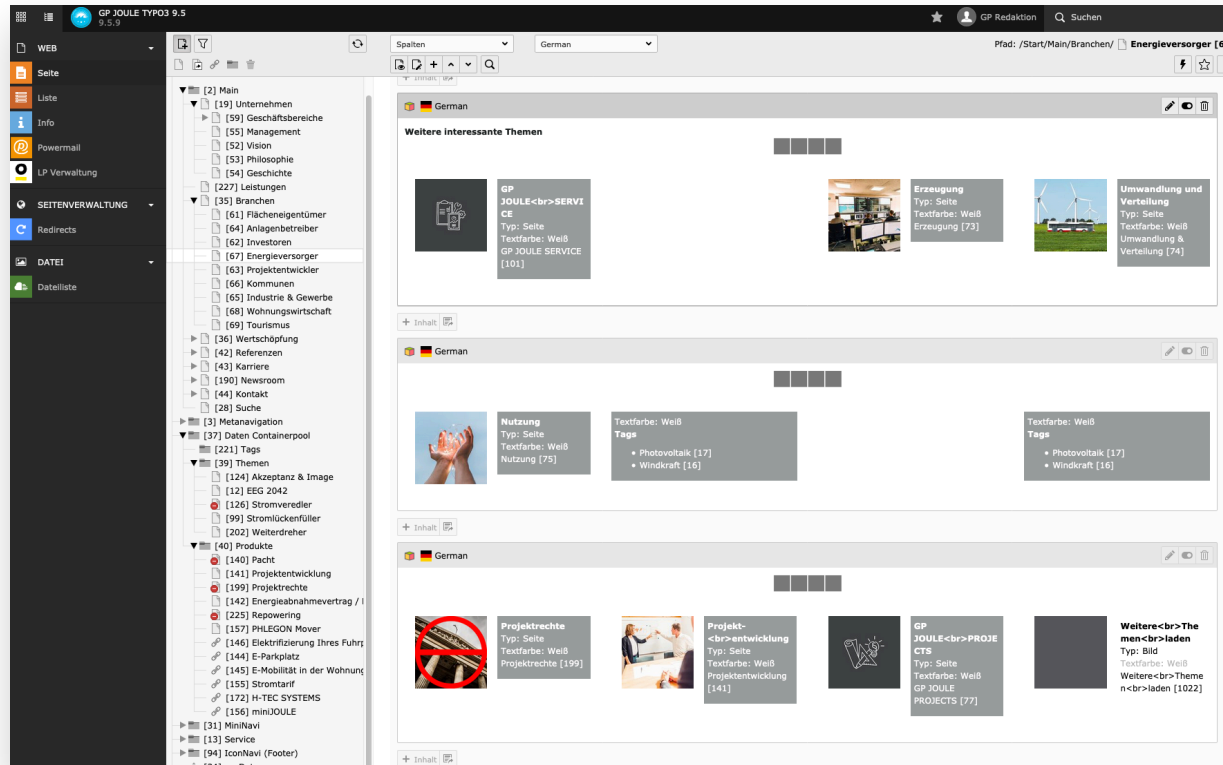 GP JOULE TYPO3 9.5
9.5.9
GP Redaktion
Suchen
WEB
Seite
Liste
Info
Powermail
LP Verwaltung
SEITENVERWALTUNG
Redirects
DATEI
Dateiliste
[2] Main
[19] Unternehmen
[59] Geschäftsbereiche
[55] Management
[52] Vision
[53] Philosophie
[54] Geschichte
[227] Leistungen
[35] Branchen
[61] Flächeneigentümer
[64] Anlagenbetreiber
[62] Investoren
[67] Energieversorger
[63] Projektentwickler
[66] Kommunen
[65] Industrie & Gewerbe
[68] Wohnungswirtschaft
[69] Tourismus
[36] Wertschöpfung
[42] Referenzen
[43] Karriere
[190] Newsroom
[44] Kontakt
[28] Suche
[3] Metanavigation
[37] Daten Containerpool
[221] Tags
[39] Themen
[124] Akzeptanz & Image
[12] EEG 2042
[126] Stromveredler
[99] Stromlückenfüller
[202] Weiterdreher
[40] Produkte
[140] Pacht
[141] Projektentwicklung
[199] Projektrechte
[142] Energieabnahmevertrag /
[225] Repowering
[157] PHLEGON Mover
[146] Elektrifizierung Ihres Fuhrp
[144] E-Parkplatz
[145] E-Mobilität in der Wohnung
[155] Stromtarif
[172] H-TEC SYSTEMS
[156] miniJOULE
[31] MiniNavi
[13] Service
[94] IconNavi (Footer)
Spalten
German
Pfad: /Start/Main/Branchen/ Energieversorger [6
+ Inhalt
German
Weitere interessante Themen
GP
JOULE<br>SERVI
CE
Typ: Seite
Textfarbe: Weiß
GP JOULE SERVICE
[101]
Erzeugung
Typ: Seite
Textfarbe: Weiß
Erzeugung [73]
Umwandlung und
Verteilung
Typ: Seite
Textfarbe: Weiß
Umwandlung &
Verteilung [74]
+ Inhalt
German
Nutzung
Typ: Seite
Textfarbe: Weiß
Nutzung [75]
Textfarbe: Weiß
Tags
• Photovoltaik [17]
• Windkraft [16]
Textfarbe: Weiß
Tags
• Photovoltaik [17]
• Windkraft [16]
+ Inhalt
German
Projektrechte
Typ: Seite
Textfarbe: Weiß
Projektrechte [199]
Projekt-
<br>entwicklung
Typ: Seite
Textfarbe: Weiß
Projektentwicklung
[141]
GP
JOULE<br>PROJE
CTS
Typ: Seite
Textfarbe: Weiß
GP JOULE
PROJECTS [77]
Weitere<br>The
men<br>laden
Typ: Bild
Textfarbe: Weiß
Weitere<br>Theme
n<br>laden [1022]
+ Inhalt